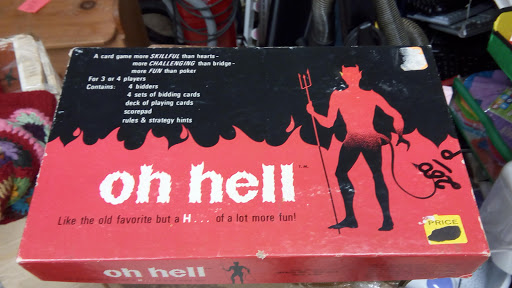 A card game more SKILLFUL than hearts-
more CHALLENGING than bridge-
more FUN than poker
For 3 or 4 players
Contains: 4 bidders
4 sets of bidding cards
deck of playing cards
scorepad
rules & strategy hints
oh hell T.M.
Like the old favorite but a H... of a lot more fun!
PRICE
oh hell